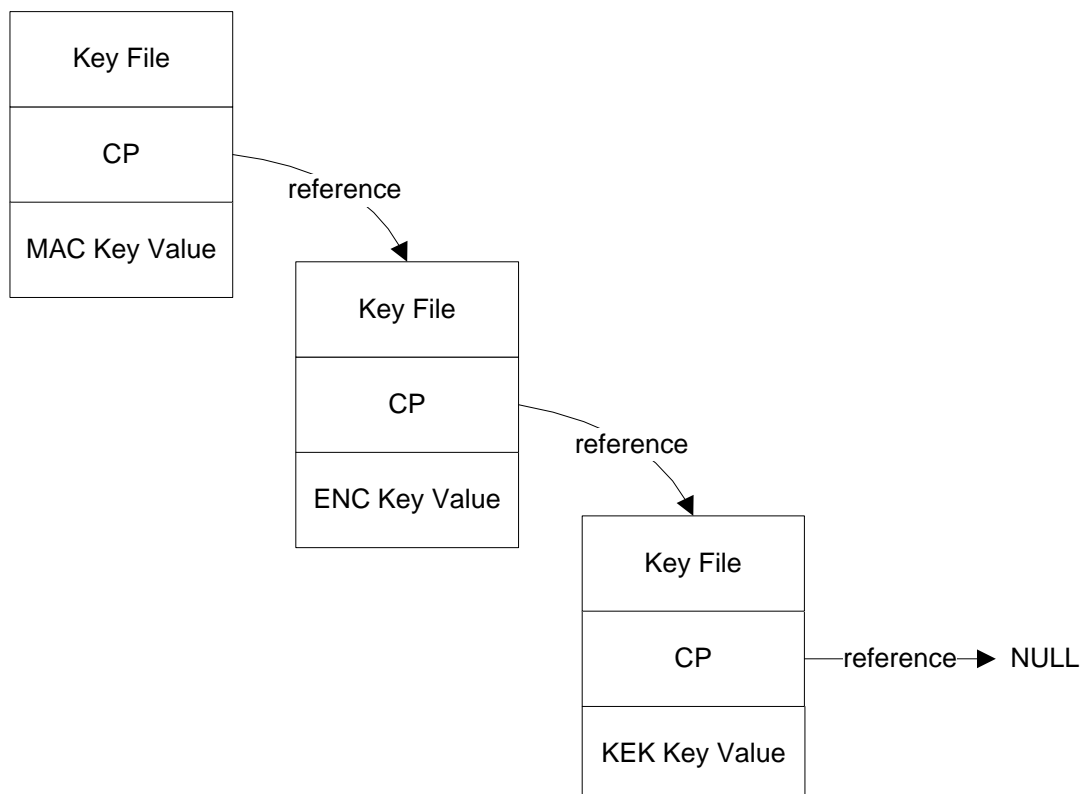 Key File
CP
reference
MAC Key Value
Key File
CP
reference
ENC Key Value
Key File
CP
reference
NULL
KEK Key Value